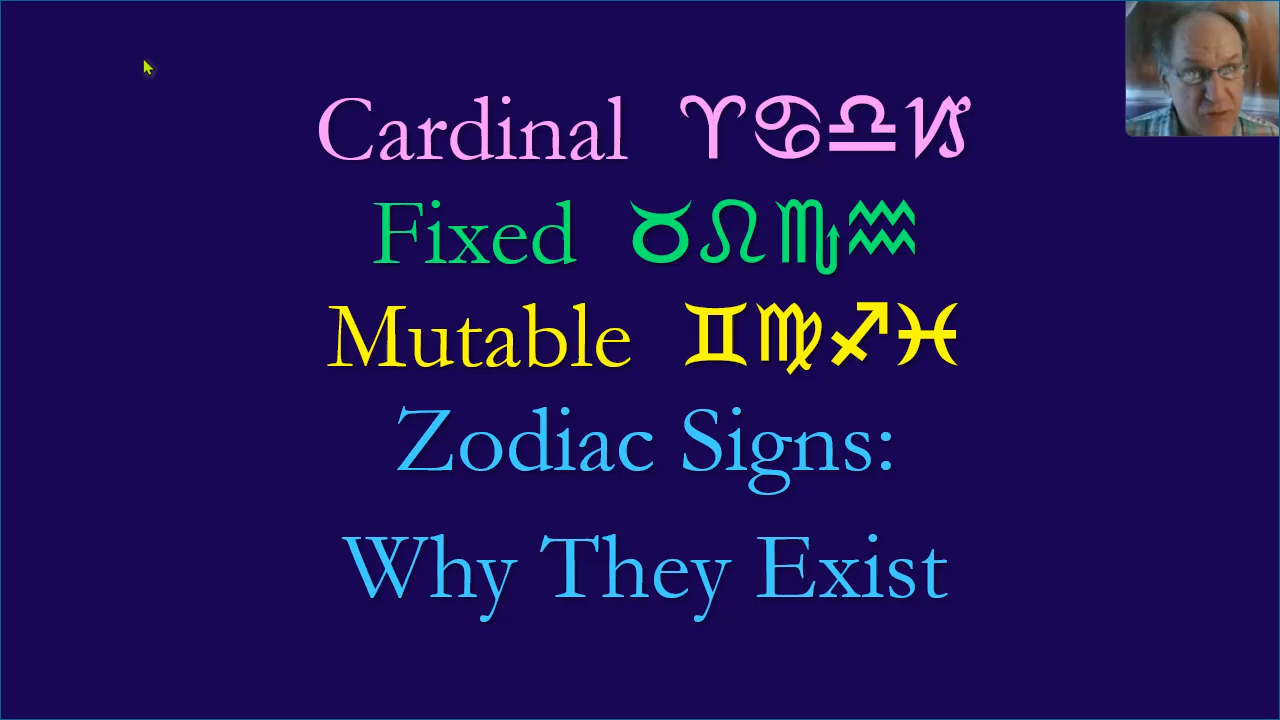 Cardinal ♈♋♎♑
Fixed ♉♌♏♒
Mutable ♊♍♐♓
Zodiac Signs:
Why They Exist